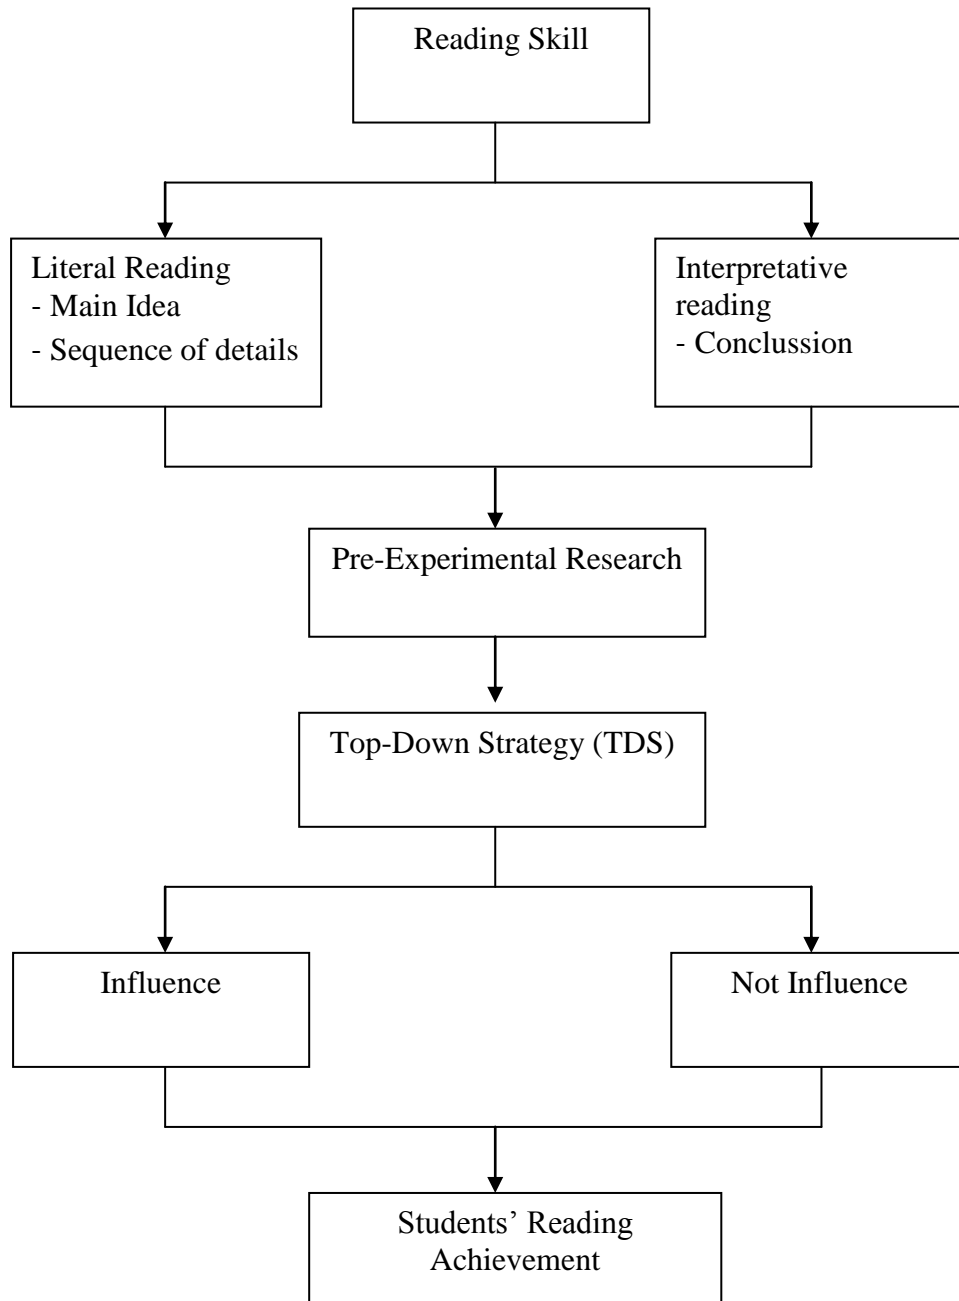 Reading Skill
Literal Reading
- Main Idea
- Sequence of details
Interpretative
reading
- Conclussion
Pre-Experimental Research
Top-Down Strategy (TDS)
Influence
Not Influence
Students’ Reading
Achievement